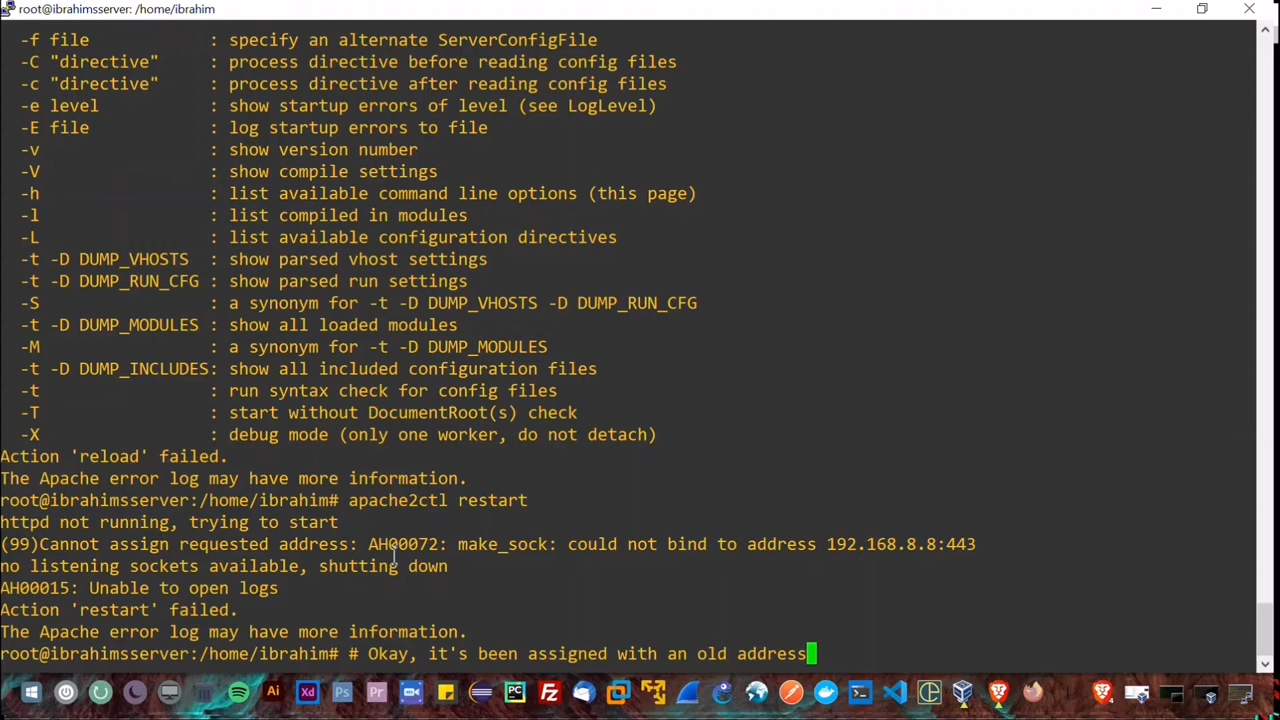 root@ibrahimsserver: /home/ibrahim
-f file : specify an alternate ServerConfigFile
-C "directive" : process directive before reading config files
-c "directive" : process directive after reading config files
-e level : show startup errors of level (see LogLevel)
-E file : log startup errors to file
-v : show version number
-V : show compile settings
-h : list available command line options (this page)
-l : list compiled in modules
-L : list available configuration directives
-t -D DUMP_VHOSTS : show parsed vhost settings
-t -D DUMP_RUN_CFG : show parsed run settings
-S : a synonym for -t -D DUMP_VHOSTS -D DUMP_RUN_CFG
-t -D DUMP_MODULES : show all loaded modules
-M : a synonym for -t -D DUMP_MODULES
-t -D DUMP_INCLUDES: show all included configuration files
-t : run syntax check for config files
-T : start without DocumentRoot(s) check
-X : debug mode (only one worker, do not detach)
Action 'reload' failed.
The Apache error log may have more information.
root@ibrahimsserver:/home/ibrahim# apache2ctl restart
httpd not running, trying to start
(99)Cannot assign requested address: AH00072: make_sock: could not bind to address 192.168.8.8:443
no listening sockets available, shutting down
AH00015: Unable to open logs
Action 'restart' failed.
The Apache error log may have more information.
root@ibrahimsserver:/home/ibrahim# # Okay, it's been assigned with an old address
Ai Xd Ps Pr PC FZ